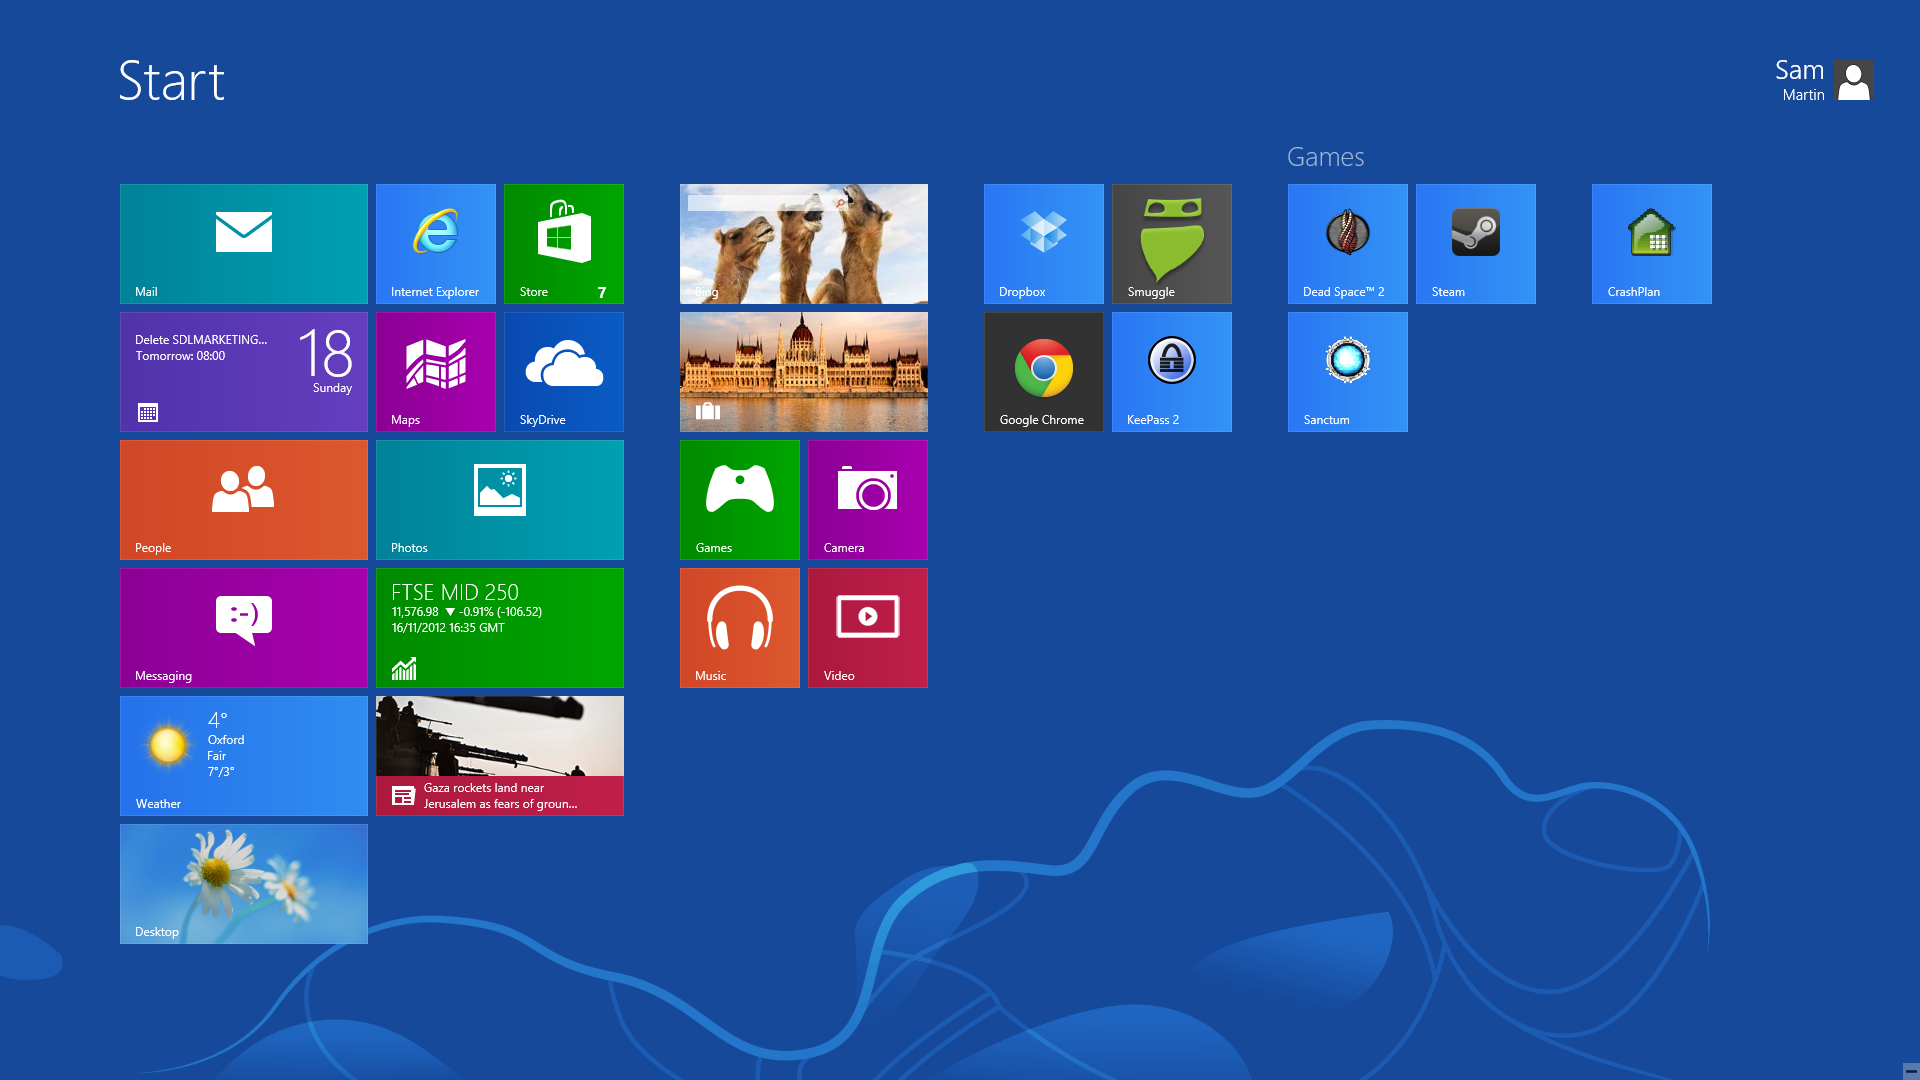 Start
Sam
Martin
Games
Mail
Internet Explorer
Store 7
Bing
Dropbox
Smuggle
Dead Space™ 2
Steam
CrashPlan
Delete SDLMARKETING...
Tomorrow: 08:00
18
Sunday
Maps
SkyDrive
Google Chrome
KeePass 2
Sanctum
People
Photos
Games
Camera
Messaging
FTSE MID 250
11,576.98 ▼ -0.91% (-106.52)
16/11/2012 16:35 GMT
Music
Video
4°
Oxford
Fair
7°/3°
Weather
Gaza rockets land near
Jerusalem as fears of groun...
Desktop